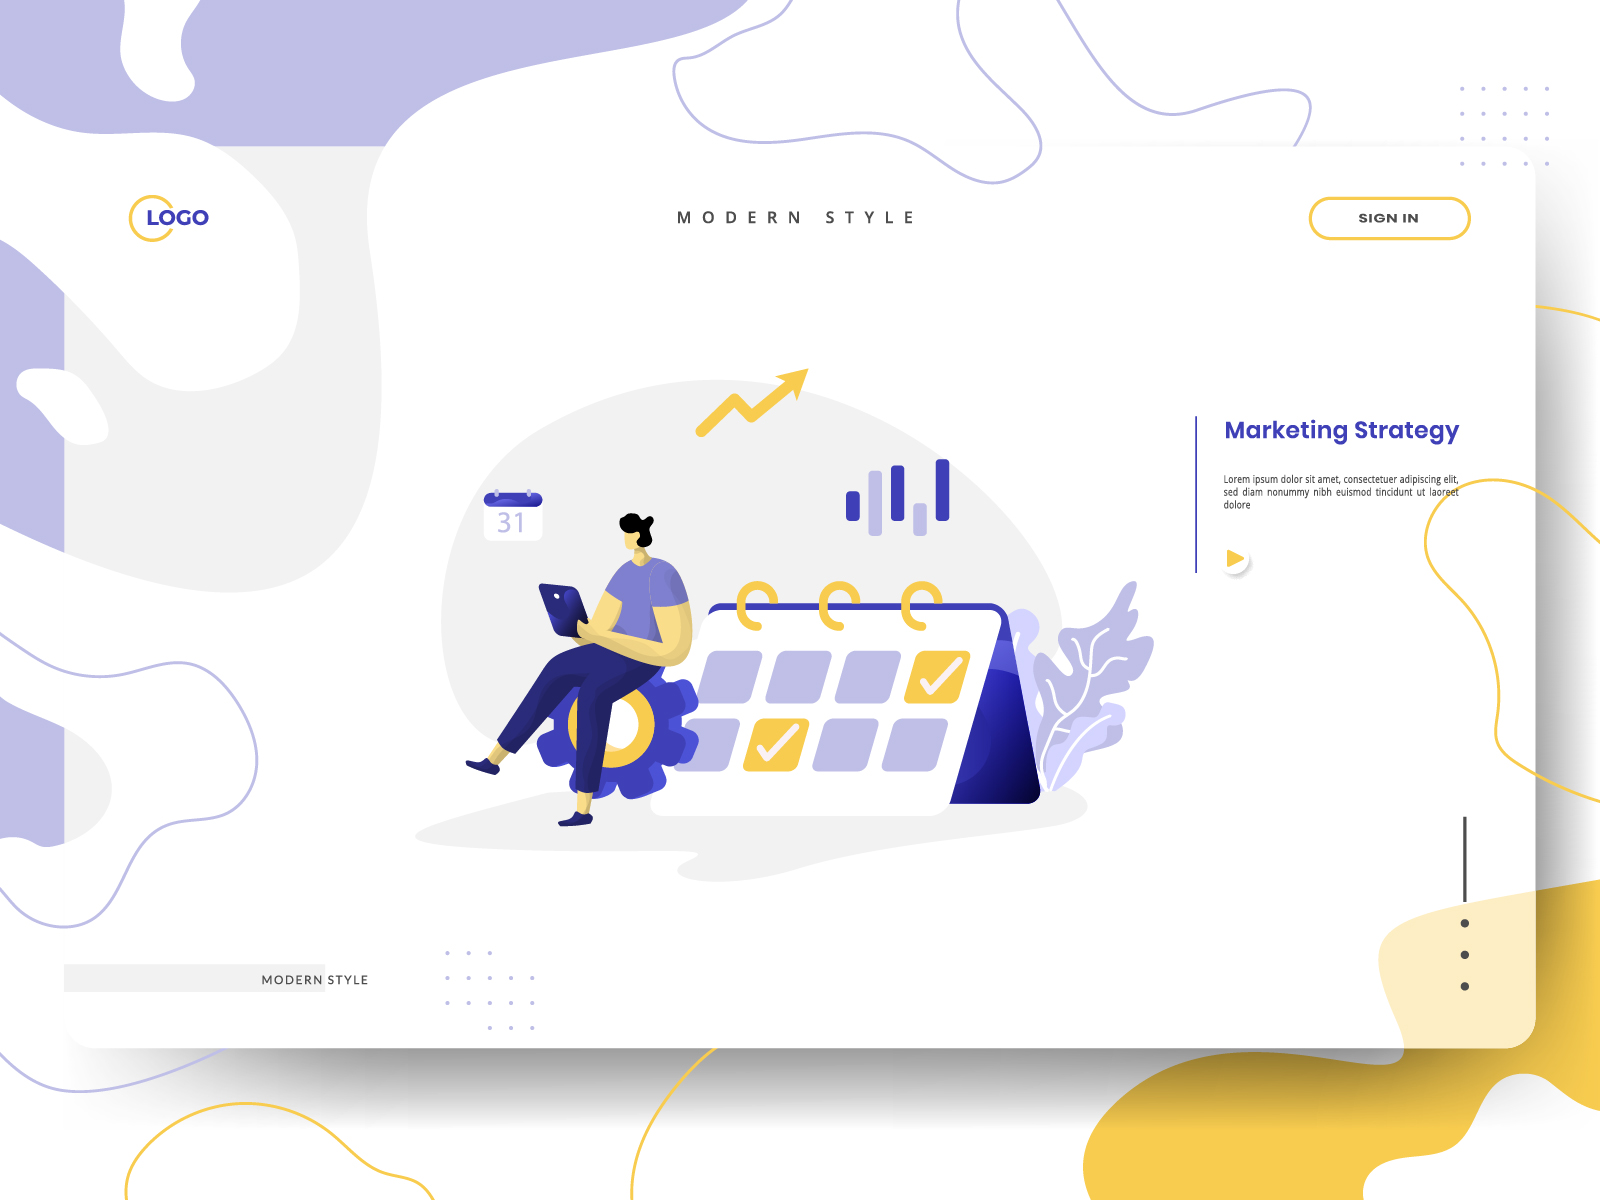 LOGO
MODERN STYLE
SIGN IN
Marketing Strategy
Lorem ipsum dolor sit amet, consectetuer adipiscing elit,
sed diam nonummy nibh euismod tincidunt ut laoreet
dolore
31
MODERN STYLE